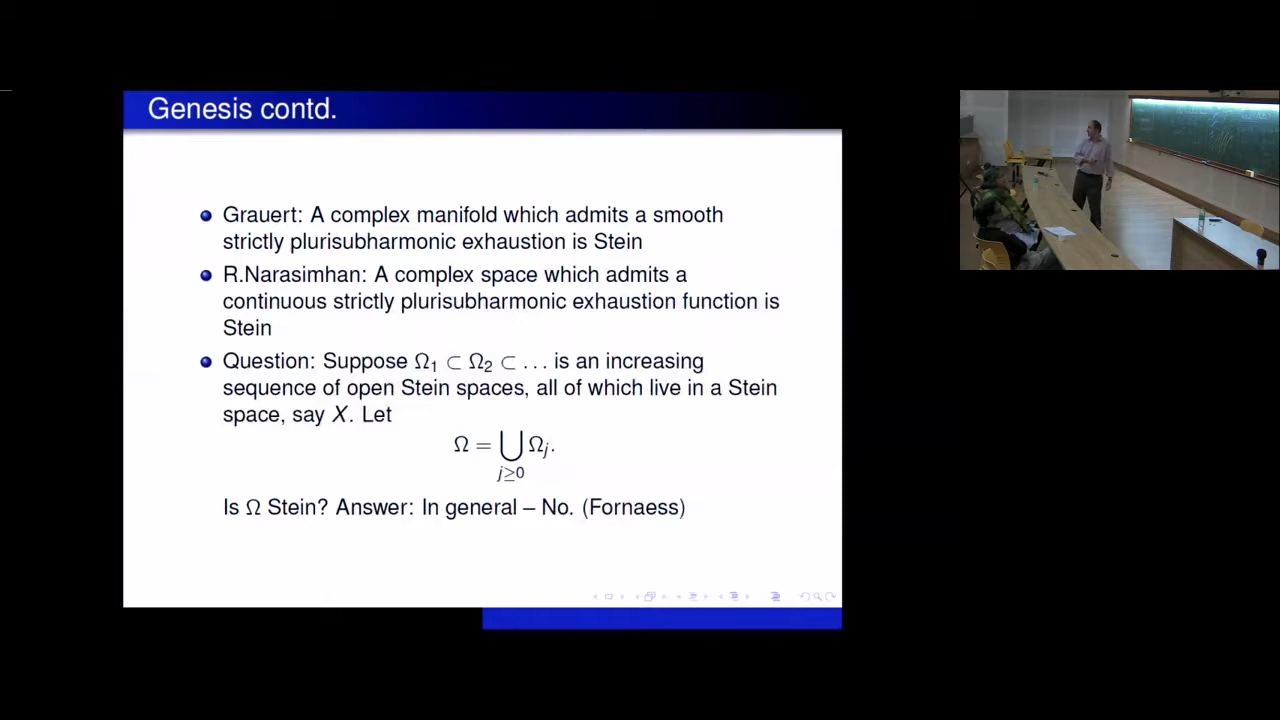 Genesis contd.
Grauert: A complex manifold which admits a smooth
strictly plurisubharmonic exhaustion is Stein
R.Narasimhan: A complex space which admits a
continuous strictly plurisubharmonic exhaustion function is
Stein
Question: Suppose Ω₁ ⊂ Ω₂ ⊂ … is an increasing
sequence of open Stein spaces, all of which live in a Stein
space, say X. Let
Ω = ⋃ Ωⱼ.
j≥0
Is Ω Stein? Answer: In general – No. (Fornaess)